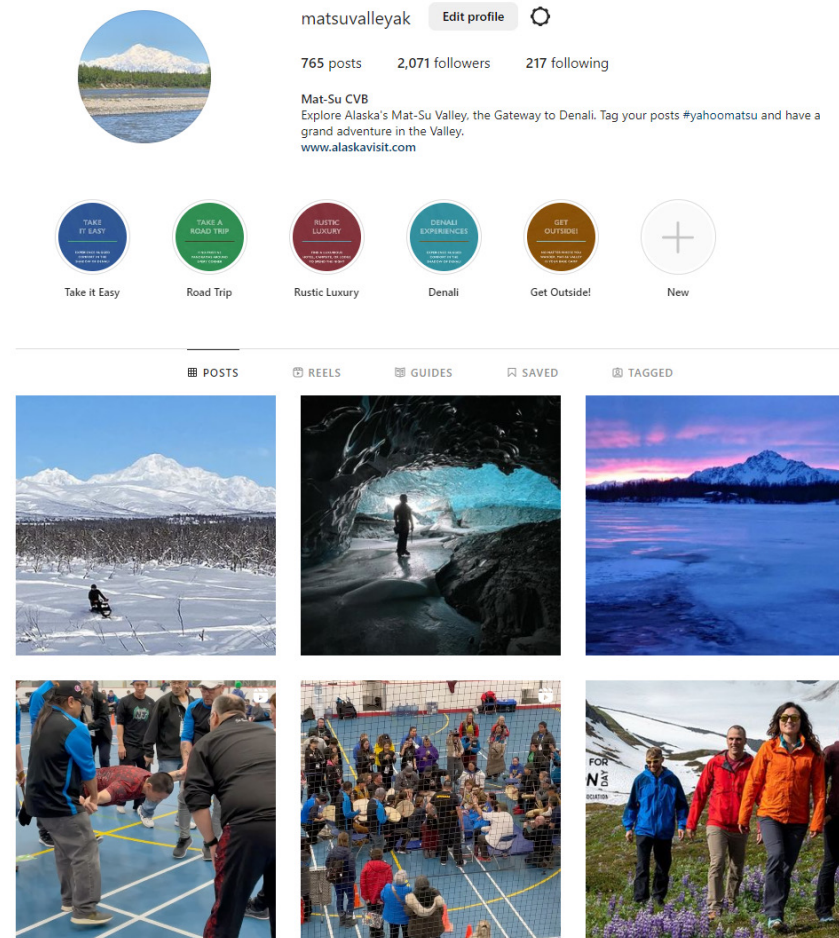 matsuvalleyak Edit profile
765 posts 2,071 followers 217 following
Mat-Su CVB
Explore Alaska's Mat-Su Valley, the Gateway to Denali. Tag your posts #yahoomatsu and have a
grand adventure in the Valley.
www.alaskavisit.com
TAKE
IT EASY
TAKE A
ROAD TRIP
RUSTIC
LUXURY
DENALI
EXPERIENCES
GET
OUTSIDE!
Take it Easy Road Trip Rustic Luxury Denali Get Outside! New
POSTS REELS GUIDES SAVED TAGGED
FOR
DAY